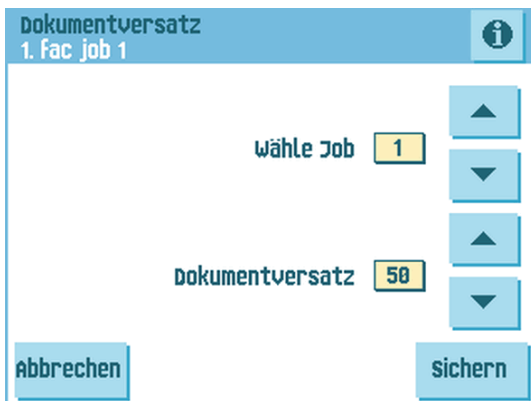 Dokumentversatz
1. Fac job 1
Wähle Job 1
Dokumentversatz 50
Abbrechen
Sichern